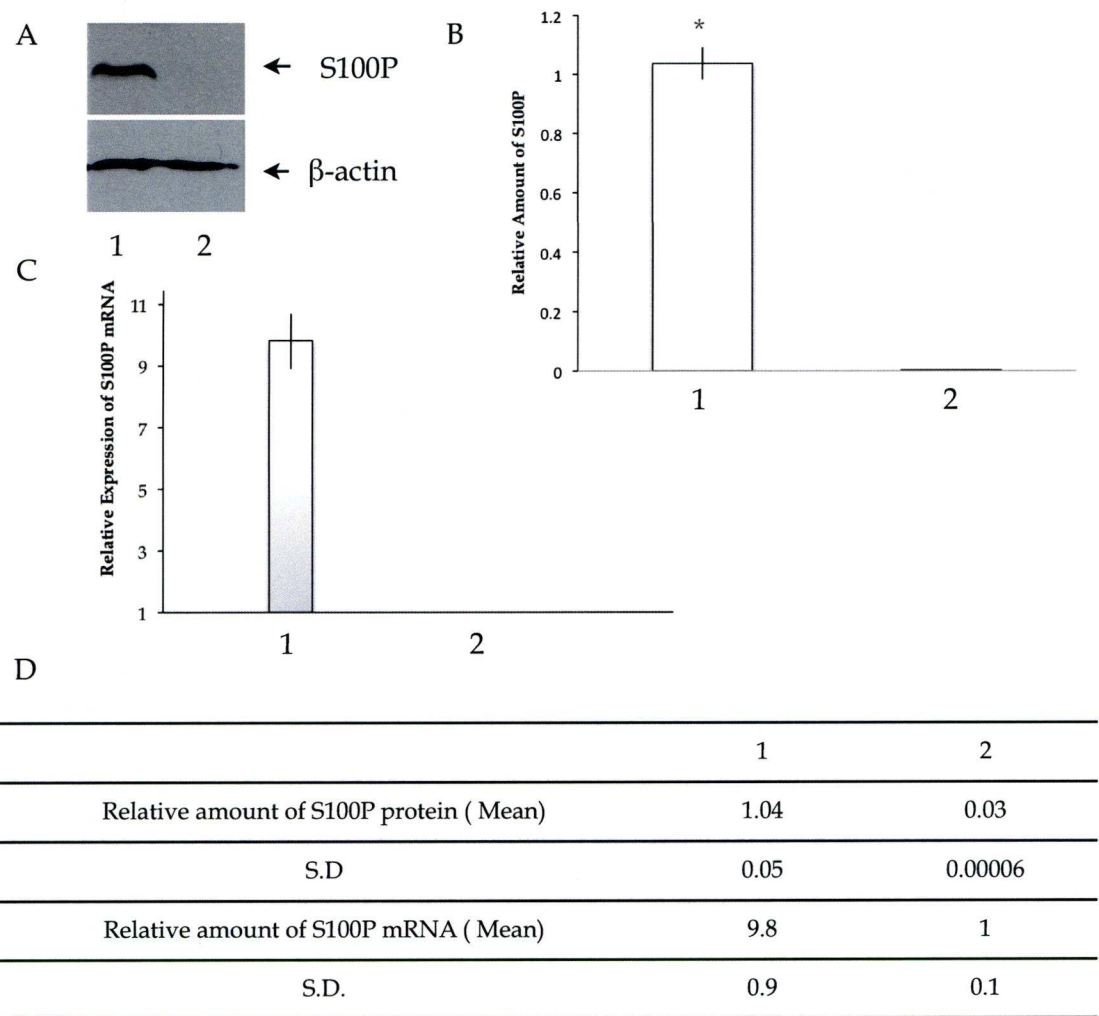 A
← S100P
← β-actin
1 2
B
Relative Amount of S100P
1.2
1
0.8
0.6
0.4
0.2
0
*
1 2
C
Relative Expression of S100P mRNA
11
9
7
5
3
1
1 2
D
1 2
Relative amount of S100P protein ( Mean) 1.04 0.03
S.D 0.05 0.00006
Relative amount of S100P mRNA ( Mean) 9.8 1
S.D. 0.9 0.1